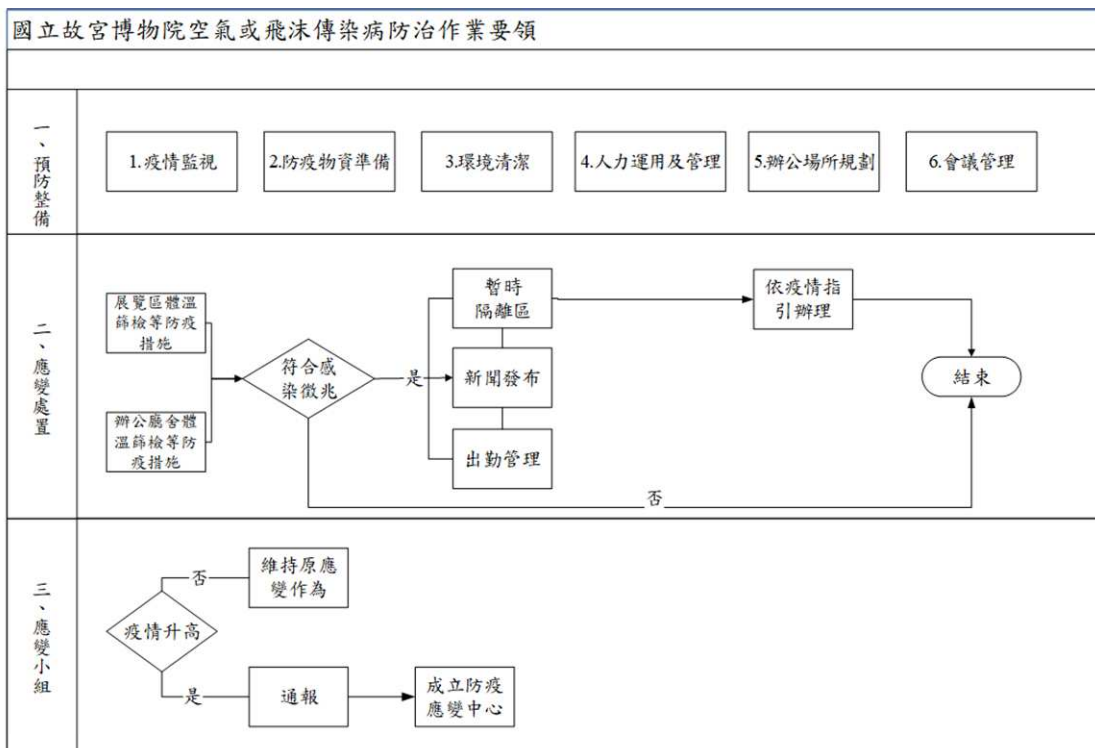 國立故宮博物院空氣或飛沫傳染病防治作業要領
一、預防整備
1.疫情監視
2.防疫物資準備
3.環境清潔
4.人力運用及管理
5.辦公場所規劃
6.會議管理
二、應變處置
展覽區體溫
篩檢等防疫
措施
辦公廳舍體
溫篩檢等防
疫措施
符合感
染徵兆
是
暫時
隔離區
新聞發布
出勤管理
依疫情指
引辦理
結束
否
三、應變小組
疫情升高
否
維持原應
變作為
是
通報
成立防疫
應變中心